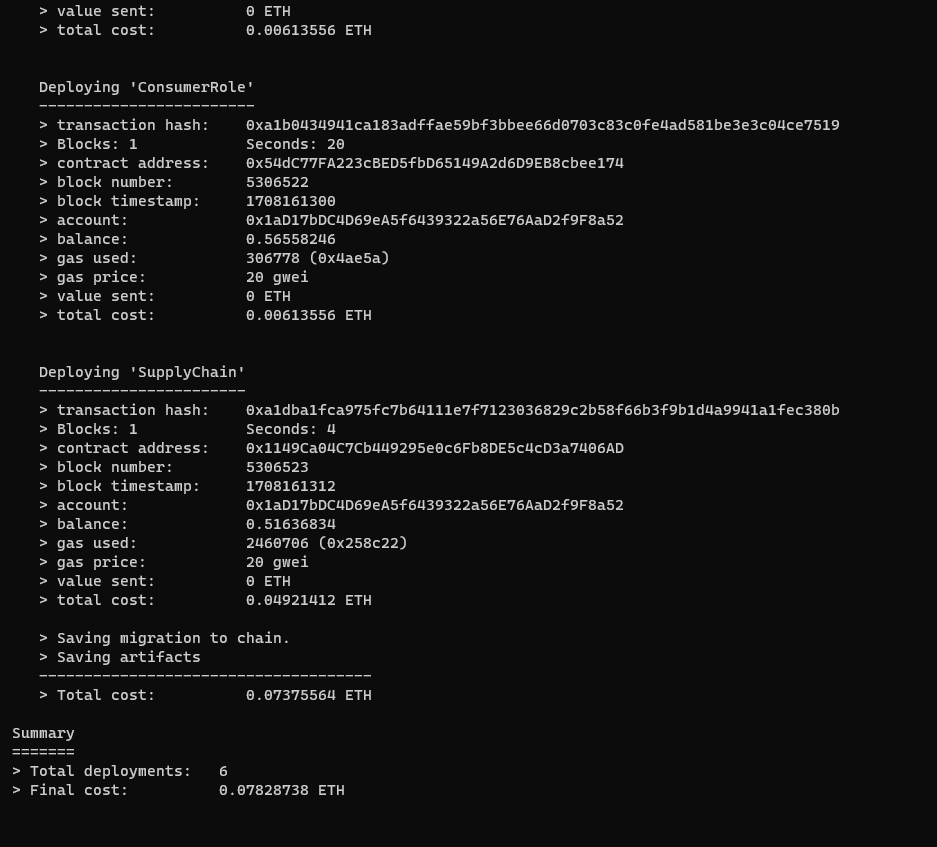 > value sent: 0 ETH
> total cost: 0.00613556 ETH
Deploying 'ConsumerRole'
------------------------
> transaction hash: 0xa1b0434941ca183adffae59bf3bbee66d0703c83c0fe4ad581be3e3c04ce7519
> Blocks: 1 Seconds: 20
> contract address: 0x54dC77FA223cBED5fbD65149A2d6D9EB8cbee174
> block number: 5306522
> block timestamp: 1708161300
> account: 0x1aD17bDC4D69eA5f6439322a56E76AaD2f9F8a52
> balance: 0.56558246
> gas used: 306778 (0x4ae5a)
> gas price: 20 gwei
> value sent: 0 ETH
> total cost: 0.00613556 ETH
Deploying 'SupplyChain'
-----------------------
> transaction hash: 0xa1dba1fca975fc7b64111e7f7123036829c2b58f66b3f9b1d4a9941a1fec380b
> Blocks: 1 Seconds: 4
> contract address: 0x1149Ca04C7Cb449295e0c6Fb8DE5c4cD3a7406AD
> block number: 5306523
> block timestamp: 1708161312
> account: 0x1aD17bDC4D69eA5f6439322a56E76AaD2f9F8a52
> balance: 0.51636834
> gas used: 2460706 (0x258c22)
> gas price: 20 gwei
> value sent: 0 ETH
> total cost: 0.04921412 ETH
> Saving migration to chain.
> Saving artifacts
-------------------------------------
> Total cost: 0.07375564 ETH
Summary
=======
> Total deployments: 6
> Final cost: 0.07828738 ETH